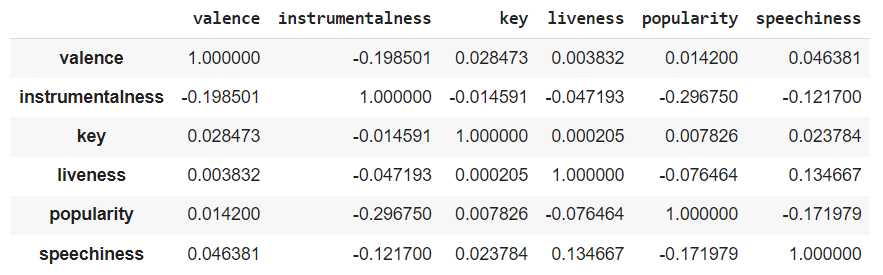 valence instrumentalness key liveness popularity speechiness
valence 1.000000 -0.198501 0.028473 0.003832 0.014200 0.046381
instrumentalness -0.198501 1.000000 -0.014591 -0.047193 -0.296750 -0.121700
key 0.028473 -0.014591 1.000000 0.000205 0.007826 0.023784
liveness 0.003832 -0.047193 0.000205 1.000000 -0.076464 0.134667
popularity 0.014200 -0.296750 0.007826 -0.076464 1.000000 -0.171979
speechiness 0.046381 -0.121700 0.023784 0.134667 -0.171979 1.000000